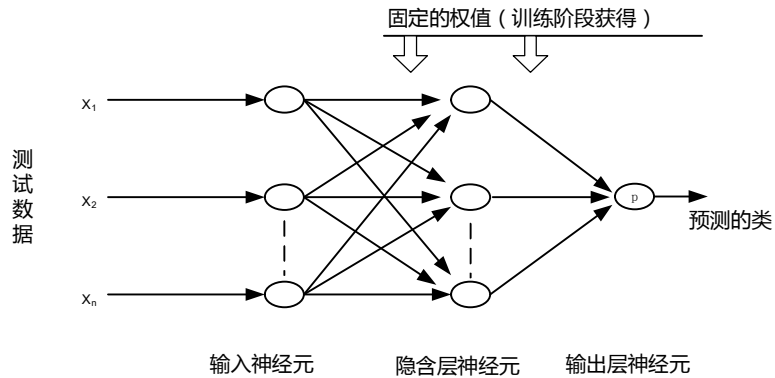 固定的权值（训练阶段获得）
X₁
测试数据
X₂
p
预测的类
Xₙ
输入神经元
隐含层神经元
输出层神经元